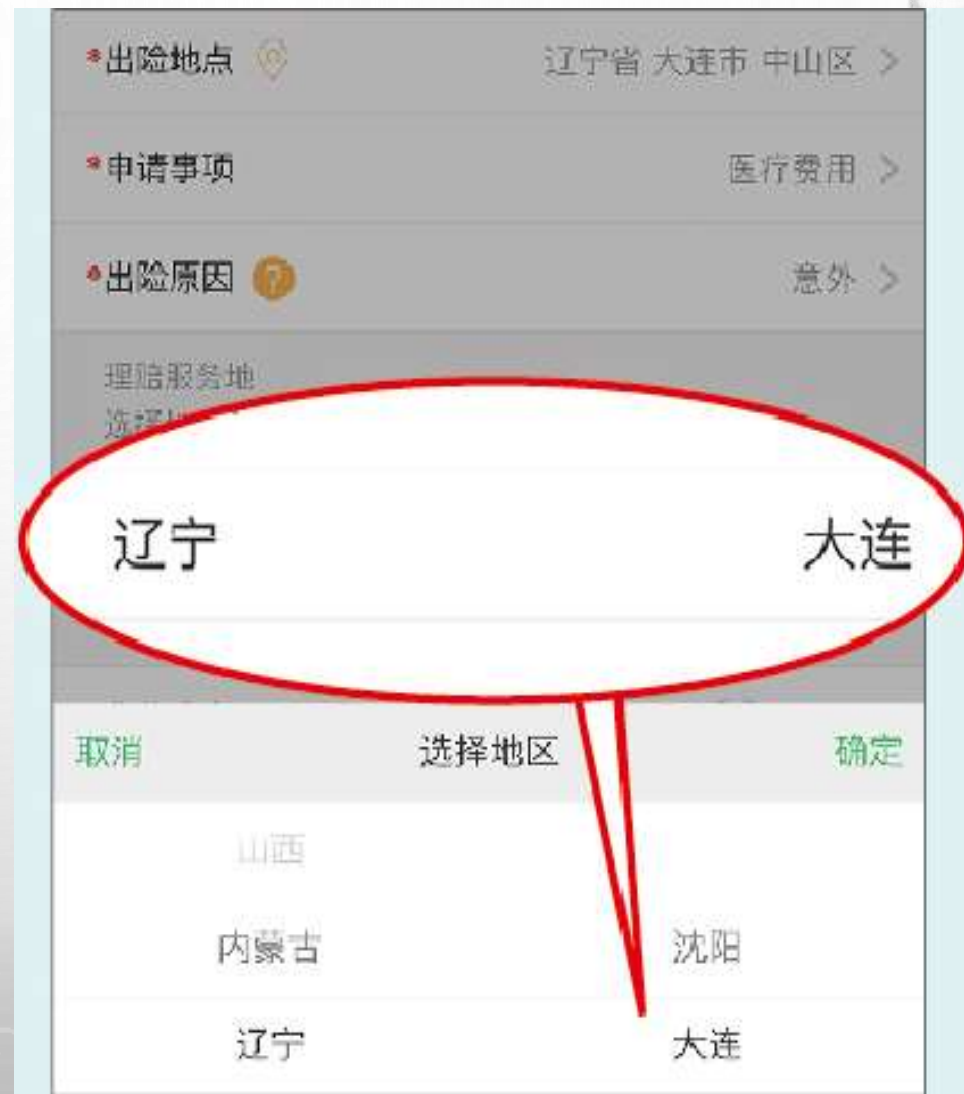 *出险地点 辽宁省 大连市 中山区 >
*申请事项 医疗费用 >
*出险原因 ? 意外 >
理赔服务地
选择
辽宁 大连
取消 选择地区 确定
山西
内蒙古 沈阳
辽宁 大连